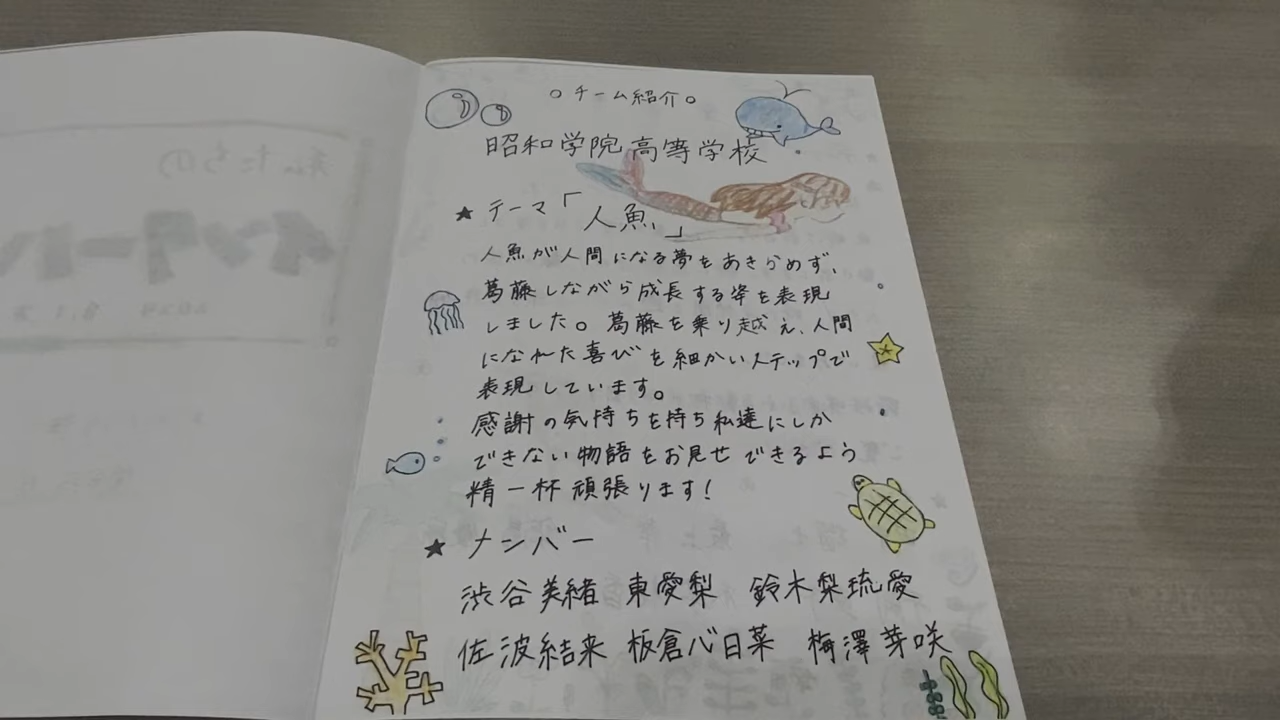 ○チーム紹介○
昭和学院高等学校
★ テーマ「人魚」
人魚が人間になる夢をあきらめず、
葛藤しながら成長する姿を表現
しました。葛藤を乗り越え、人間
になれた喜びを細かいステップで
表現しています。
感謝の気持ちを持ち私達にしか
できない物語をお見せできるよう
精一杯頑張ります!
★ メンバー
渋谷美緒 東愛梨 鈴木梨琉愛
佐波結来 板倉心日菜 梅澤芽咲